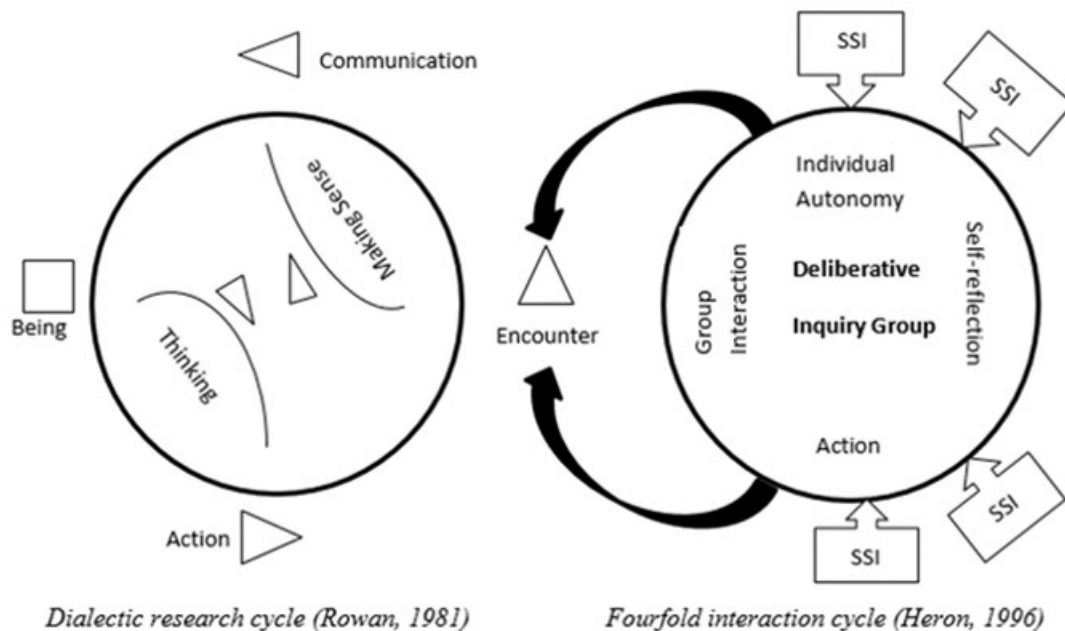 Communication
Making Sense
Being
Thinking
Action
Dialectic research cycle (Rowan, 1981)
Encounter
SSI
SSI
Individual
Autonomy
Group
Interaction
Deliberative
Inquiry Group
Self-reflection
Action
SSI
SSI
Fourfold interaction cycle (Heron, 1996)